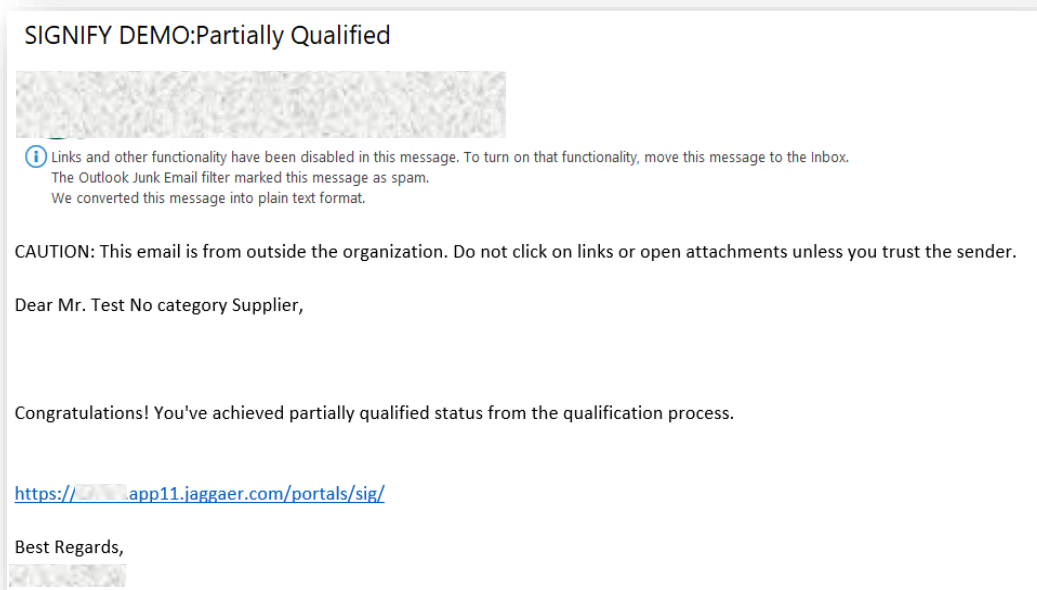 SIGNIFY DEMO:Partially Qualified
Links and other functionality have been disabled in this message. To turn on that functionality, move this message to the Inbox.
The Outlook Junk Email filter marked this message as spam.
We converted this message into plain text format.
CAUTION: This email is from outside the organization. Do not click on links or open attachments unless you trust the sender.
Dear Mr. Test No category Supplier,
Congratulations! You've achieved partially qualified status from the qualification process.
https:// .app11.jaggaer.com/portals/sig/
Best Regards,